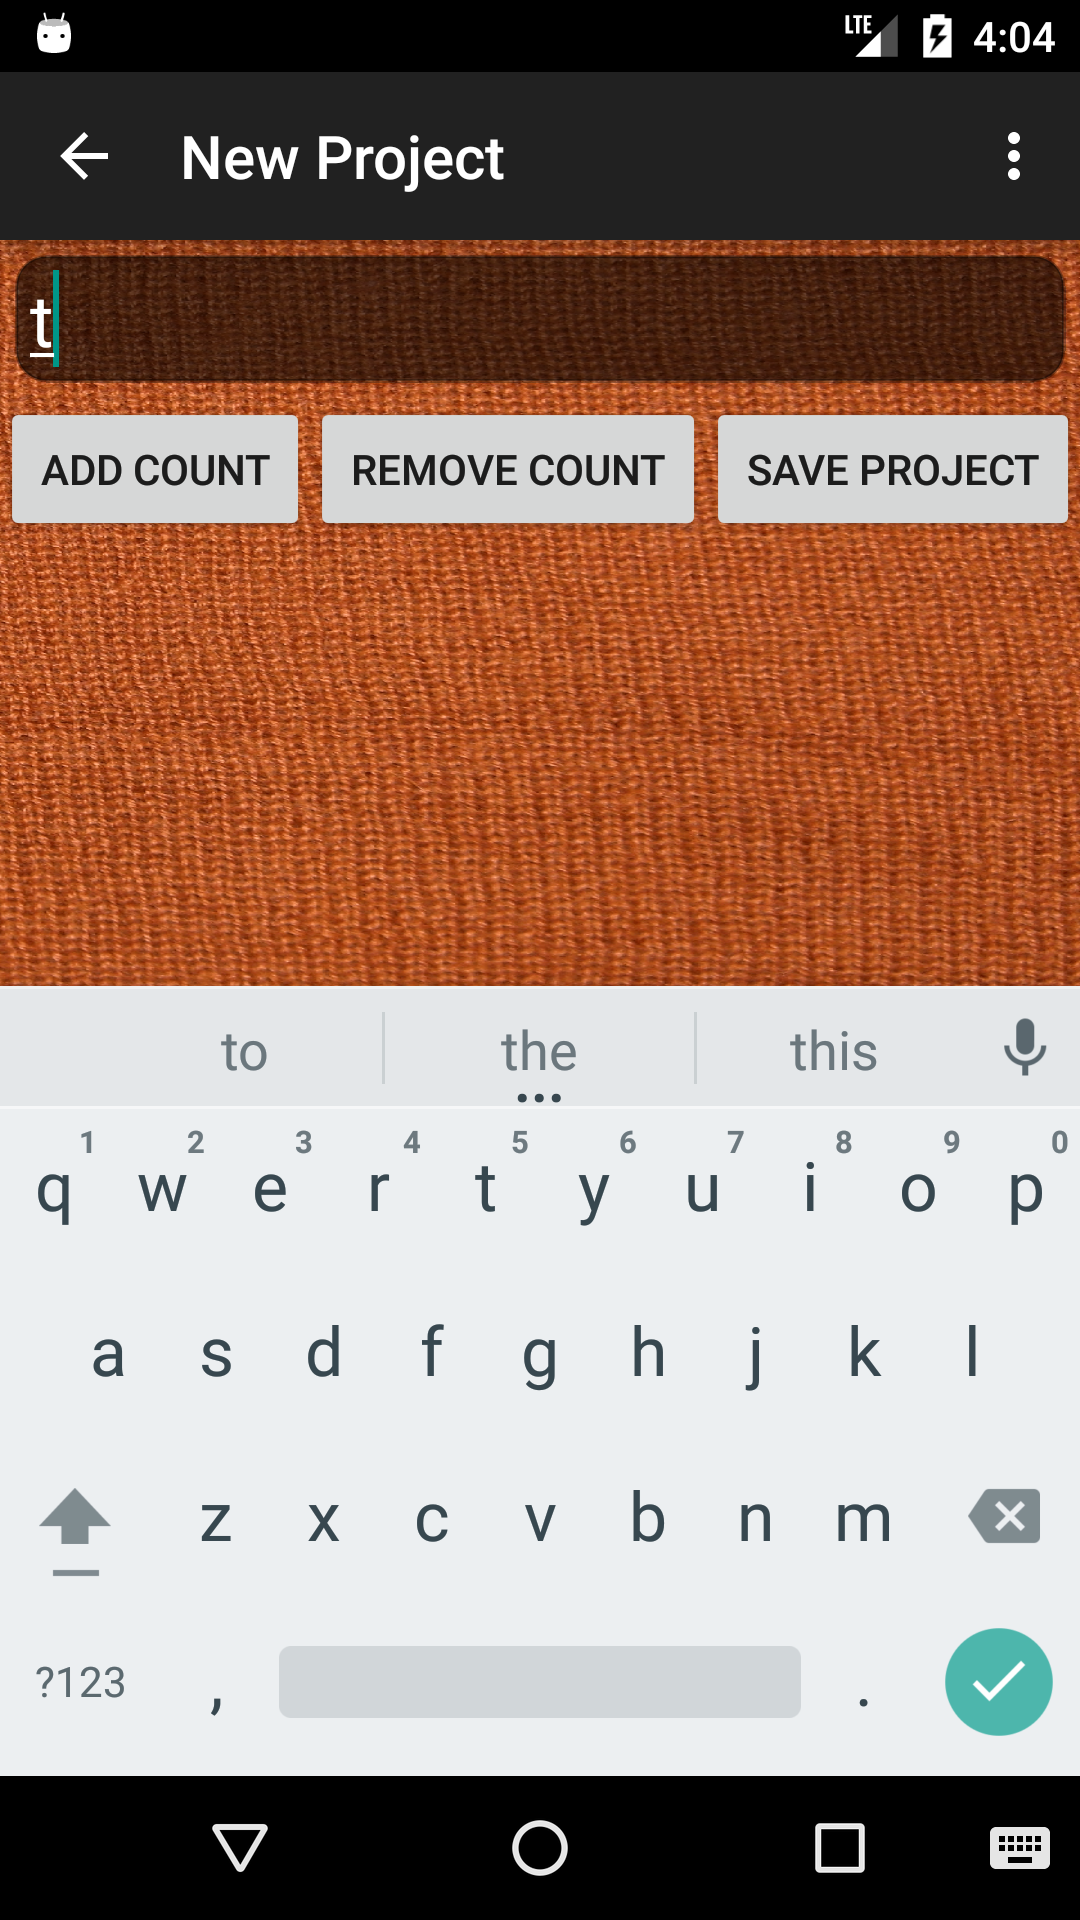 LTE 4:04
New Project
t
ADD COUNT REMOVE COUNT SAVE PROJECT
to the this
1 2 3 4 5 6 7 8 9 0
q w e r t y u i o p
a s d f g h j k l
z x c v b n m
?123 , .